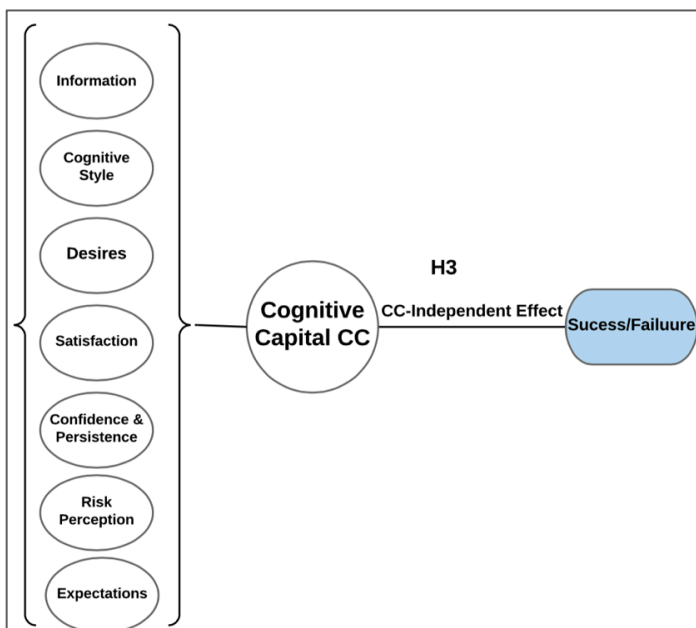 Information
Cognitive
Style
Desires
Satisfaction
Confidence &
Persistence
Risk
Perception
Expectations
Cognitive
Capital CC
H3
CC-Independent Effect
Sucess/Failuure